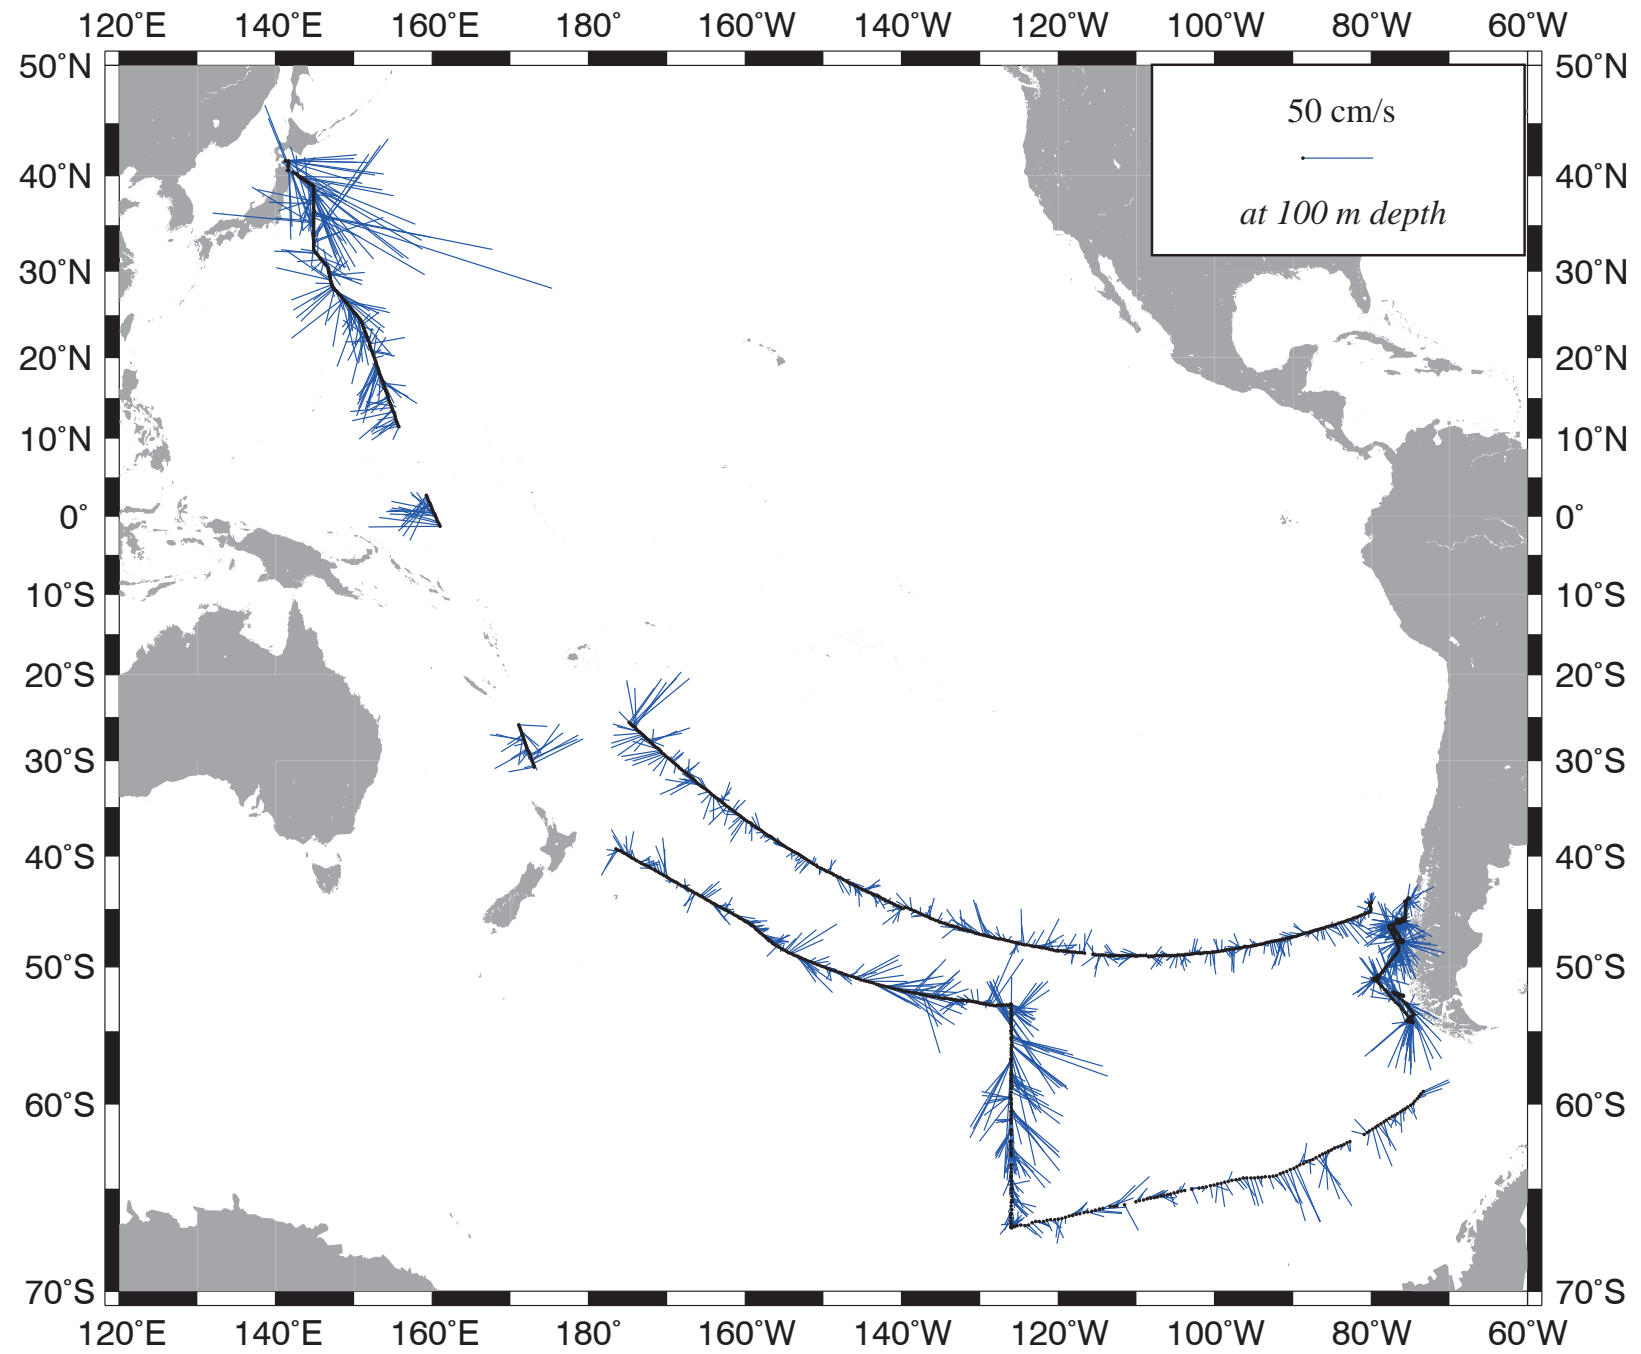 120˚E 140˚E 160˚E 180˚ 160˚W 140˚W 120˚W 100˚W 80˚W 60˚W
50˚N 50˚N
50 cm/s
at 100 m depth
40˚N 40˚N
30˚N 30˚N
20˚N 20˚N
10˚N 10˚N
0˚ 0˚
10˚S 10˚S
20˚S 20˚S
30˚S 30˚S
40˚S 40˚S
50˚S 50˚S
60˚S 60˚S
70˚S 70˚S
120˚E 140˚E 160˚E 180˚ 160˚W 140˚W 120˚W 100˚W 80˚W 60˚W